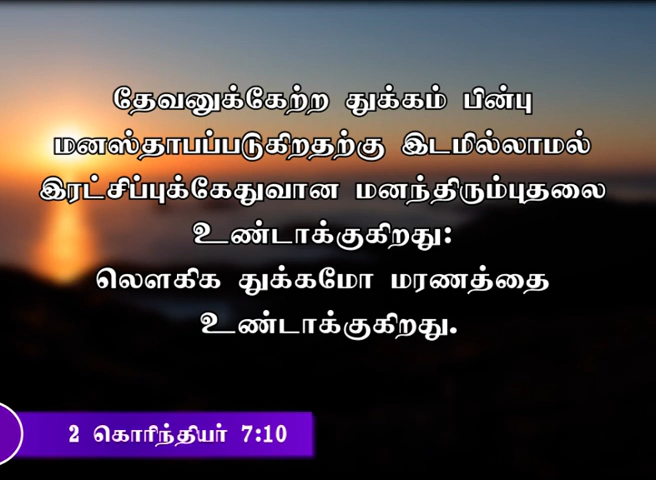 தேவனுக்கேற்ற துக்கம் பின்பு
மனஸ்தாபப்படுகிறதற்கு இடமில்லாமல்
இரட்சிப்புக்கேதுவான மனந்திரும்புதலை
உண்டாக்குகிறது:
லௌகிக துக்கமோ மரணத்தை
உண்டாக்குகிறது.
2 கொரிந்தியர் 7:10